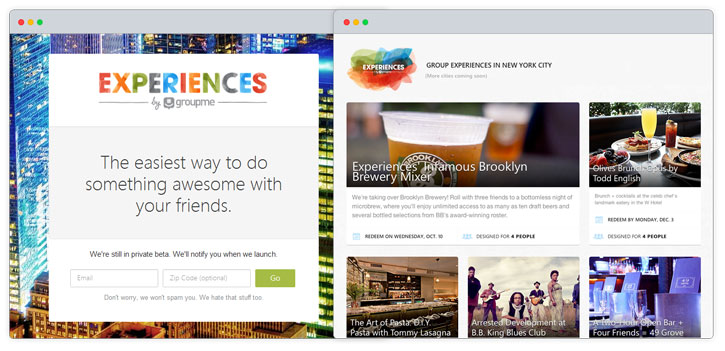 EXPERIENCES
by groupme
The easiest way to do
something awesome with
your friends.
We're still in private beta. We'll notify you when we launch.
Email
Zip Code (optional)
Go
Don't worry, we won't spam you. We hate that stuff too
EXPERIENCES
GROUP EXPERIENCES IN NEW YORK CITY
(More cities coming soon)
BROOKLYN
BREWERY
Experiences' Infamous Brooklyn
Brewery Mixer
We're taking over Brooklyn Brewery! Roll with three friends to a bottomless night of
microbrew, where you'll enjoy unlimited access to as many as ten draft beers and
several bottled selections from BB's award-winning roster.
REDEEM ON WEDNESDAY, OCT. 10
DESIGNED FOR 4 PEOPLE
Olives Brunch by
Todd English
Brunch + cocktails at the celeb chef's
landmark eatery in the W Hotel
REDEEM BY MONDAY, DEC. 3
DESIGNED FOR 4 PEOPLE
The Art of Pasta: D.I.Y.
Pasta with Tommy Lasagna
Arrested Development at
B.B. King Blues Club
A Two-Hour Open Bar +
Four Friends = 49 Grove